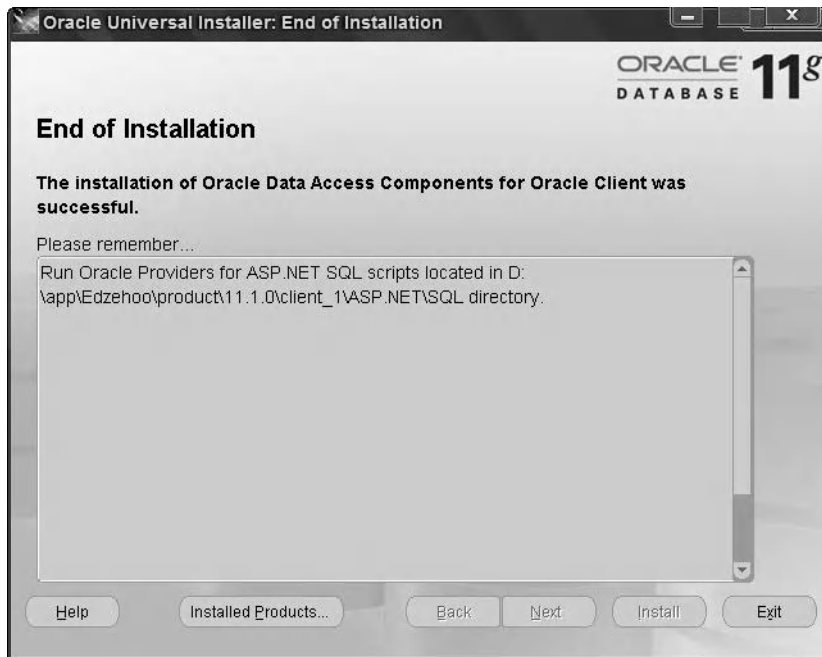 Oracle Universal Installer: End of Installation
ORACLE
DATABASE 11g
End of Installation
The installation of Oracle Data Access Components for Oracle Client was
successful.
Please remember...
Run Oracle Providers for ASP.NET SQL scripts located in D:
\app\Edzehoo\product\11.1.0\client_1\ASP.NET\SQL directory.
Help
Installed Products...
Back
Next
Install
Exit